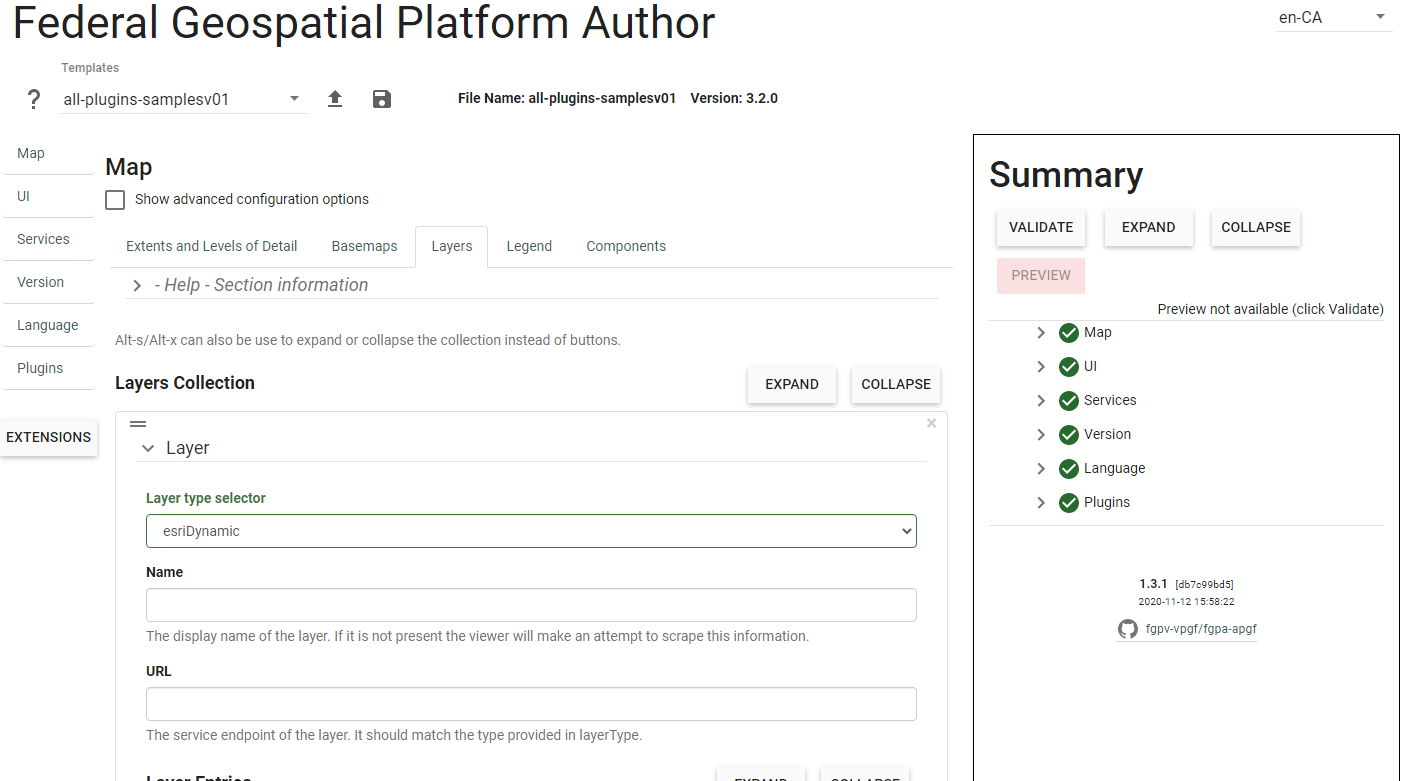 Federal Geospatial Platform Author
en-CA
Templates
? all-plugins-samplesv01
File Name: all-plugins-samplesv01 Version: 3.2.0
Map
UI
Services
Version
Language
Plugins
EXTENSIONS
Map
Show advanced configuration options
Extents and Levels of Detail Basemaps Layers Legend Components
- Help - Section information
Alt-s/Alt-x can also be use to expand or collapse the collection instead of buttons.
Layers Collection EXPAND COLLAPSE
Layer
Layer type selector
esriDynamic
Name
The display name of the layer. If it is not present the viewer will make an attempt to scrape this information.
URL
The service endpoint of the layer. It should match the type provided in layerType.
Layer Entries EXPAND COLLAPSE
Summary
VALIDATE EXPAND COLLAPSE
PREVIEW
Preview not available (click Validate)
Map
UI
Services
Version
Language
Plugins
1.3.1 [db7c99bd5]
2020-11-12 15:58:22
fgpv-vpgf/fgpa-apgf